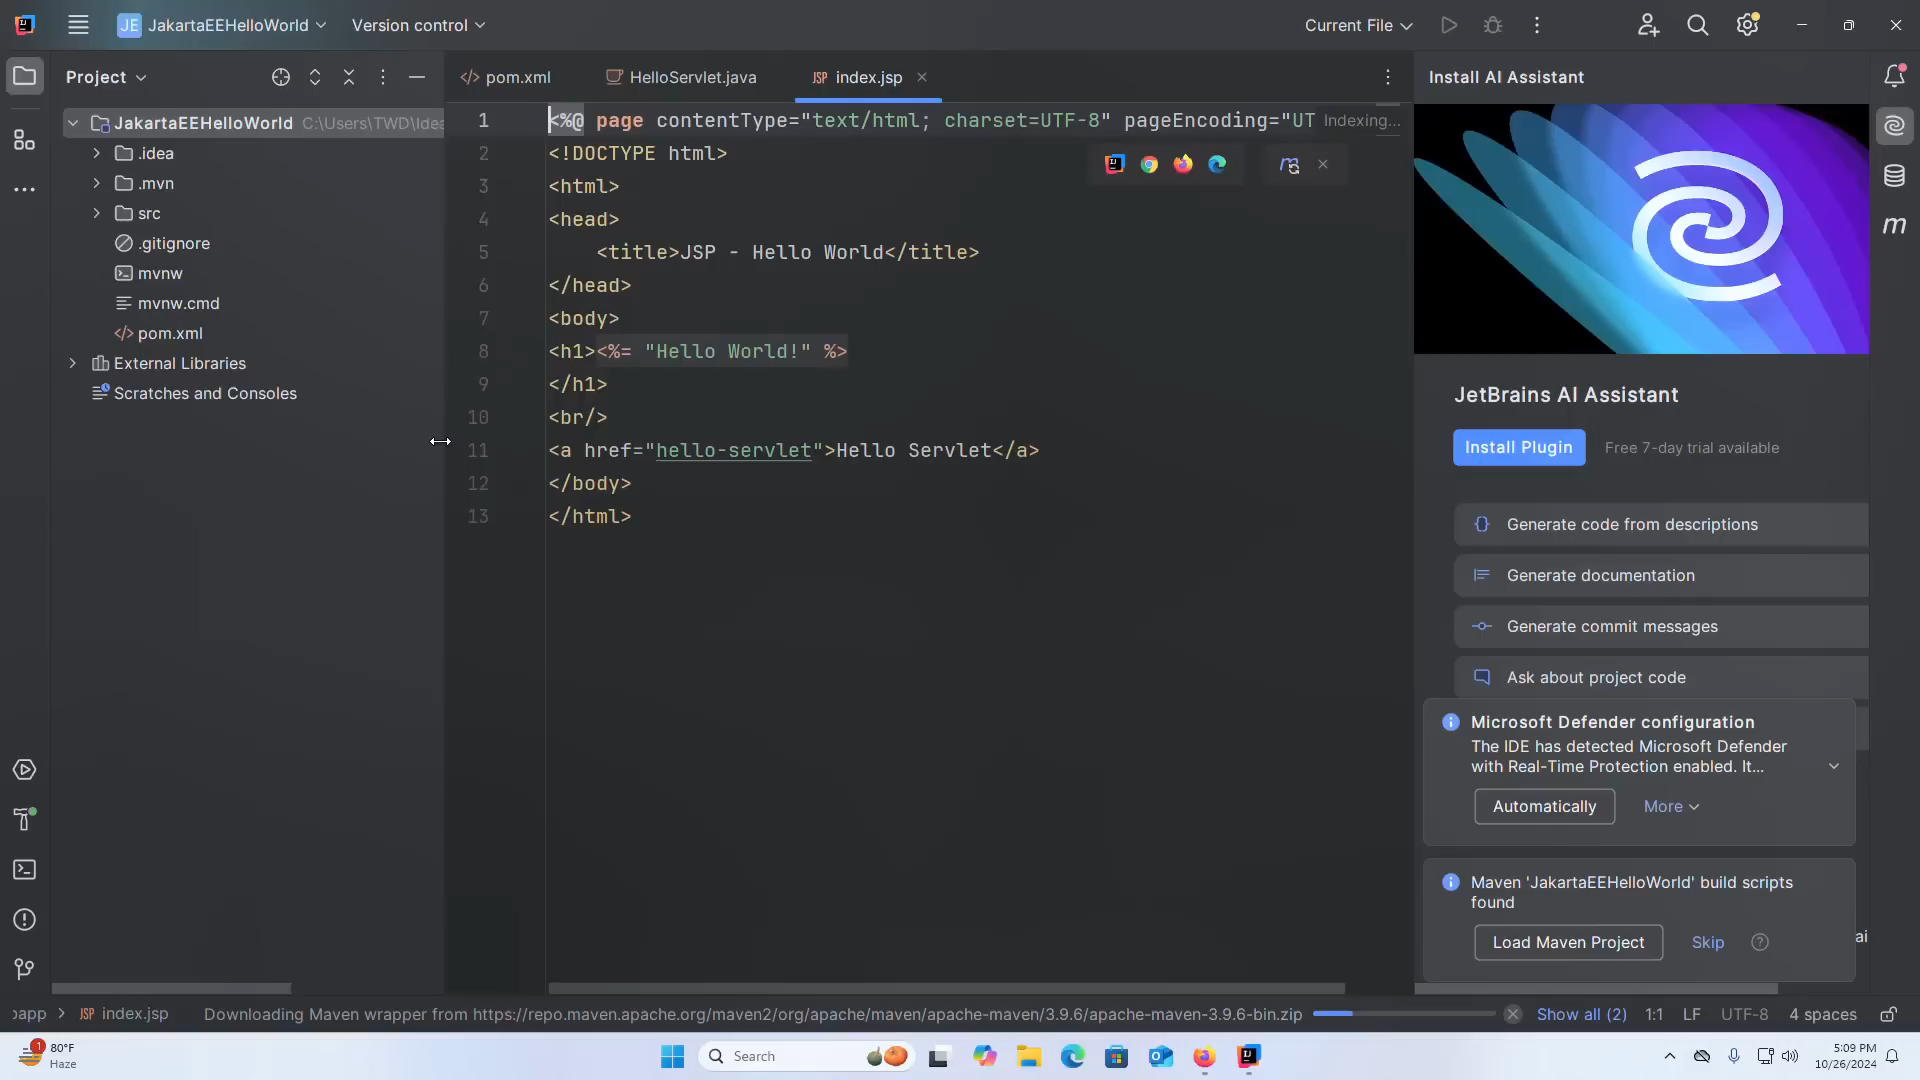 JE JakartaEEHelloWorld Version control Current File
Project
pom.xml HelloServlet.java JSP index.jsp
Install AI Assistant
JakartaEEHelloWorld C:\Users\TWD\Idea
.idea
.mvn
src
.gitignore
mvnw
mvnw.cmd
pom.xml
External Libraries
Scratches and Consoles
1 <%@ page contentType="text/html; charset=UTF-8" pageEncoding="UT Indexing...
2 <!DOCTYPE html>
3 <html>
4 <head>
5 <title>JSP - Hello World</title>
6 </head>
7 <body>
8 <h1><%= "Hello World!" %>
9 </h1>
10 <br/>
11 <a href="hello-servlet">Hello Servlet</a>
12 </body>
13 </html>
JetBrains AI Assistant
Install Plugin Free 7-day trial available
Generate code from descriptions
Generate documentation
Generate commit messages
Ask about project code
Microsoft Defender configuration
The IDE has detected Microsoft Defender
with Real-Time Protection enabled. It...
Automatically More
Maven 'JakartaEEHelloWorld' build scripts
found
Load Maven Project Skip ?
ai
oapp JSP index.jsp Downloading Maven wrapper from https://repo.maven.apache.org/maven2/org/apache/maven/apache-maven/3.9.6/apache-maven-3.9.6-bin.zip Show all (2) 1:1 LF UTF-8 4 spaces
1 80°F
Haze
Search
5:09 PM
10/26/2024